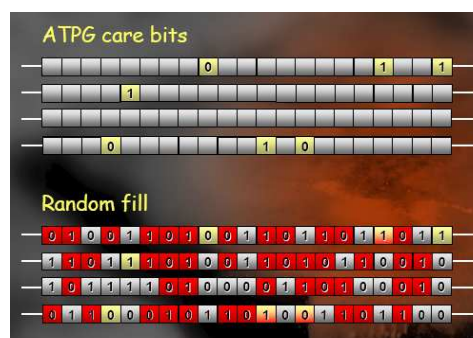 ATPG care bits
0 1 1
1
0 1 0
Random fill
0 1 0 0 1 1 0 1 0 0 1 1 0 1 1 0 1 1 0 1 1
1 1 0 1 1 1 0 1 0 0 1 1 0 1 0 1 1 0 0 1 0
1 0 1 1 1 1 0 1 0 0 0 0 1 1 0 1 0 0 0 1 0
0 1 1 0 0 0 1 0 1 1 0 1 0 0 1 1 0 1 1 0 0